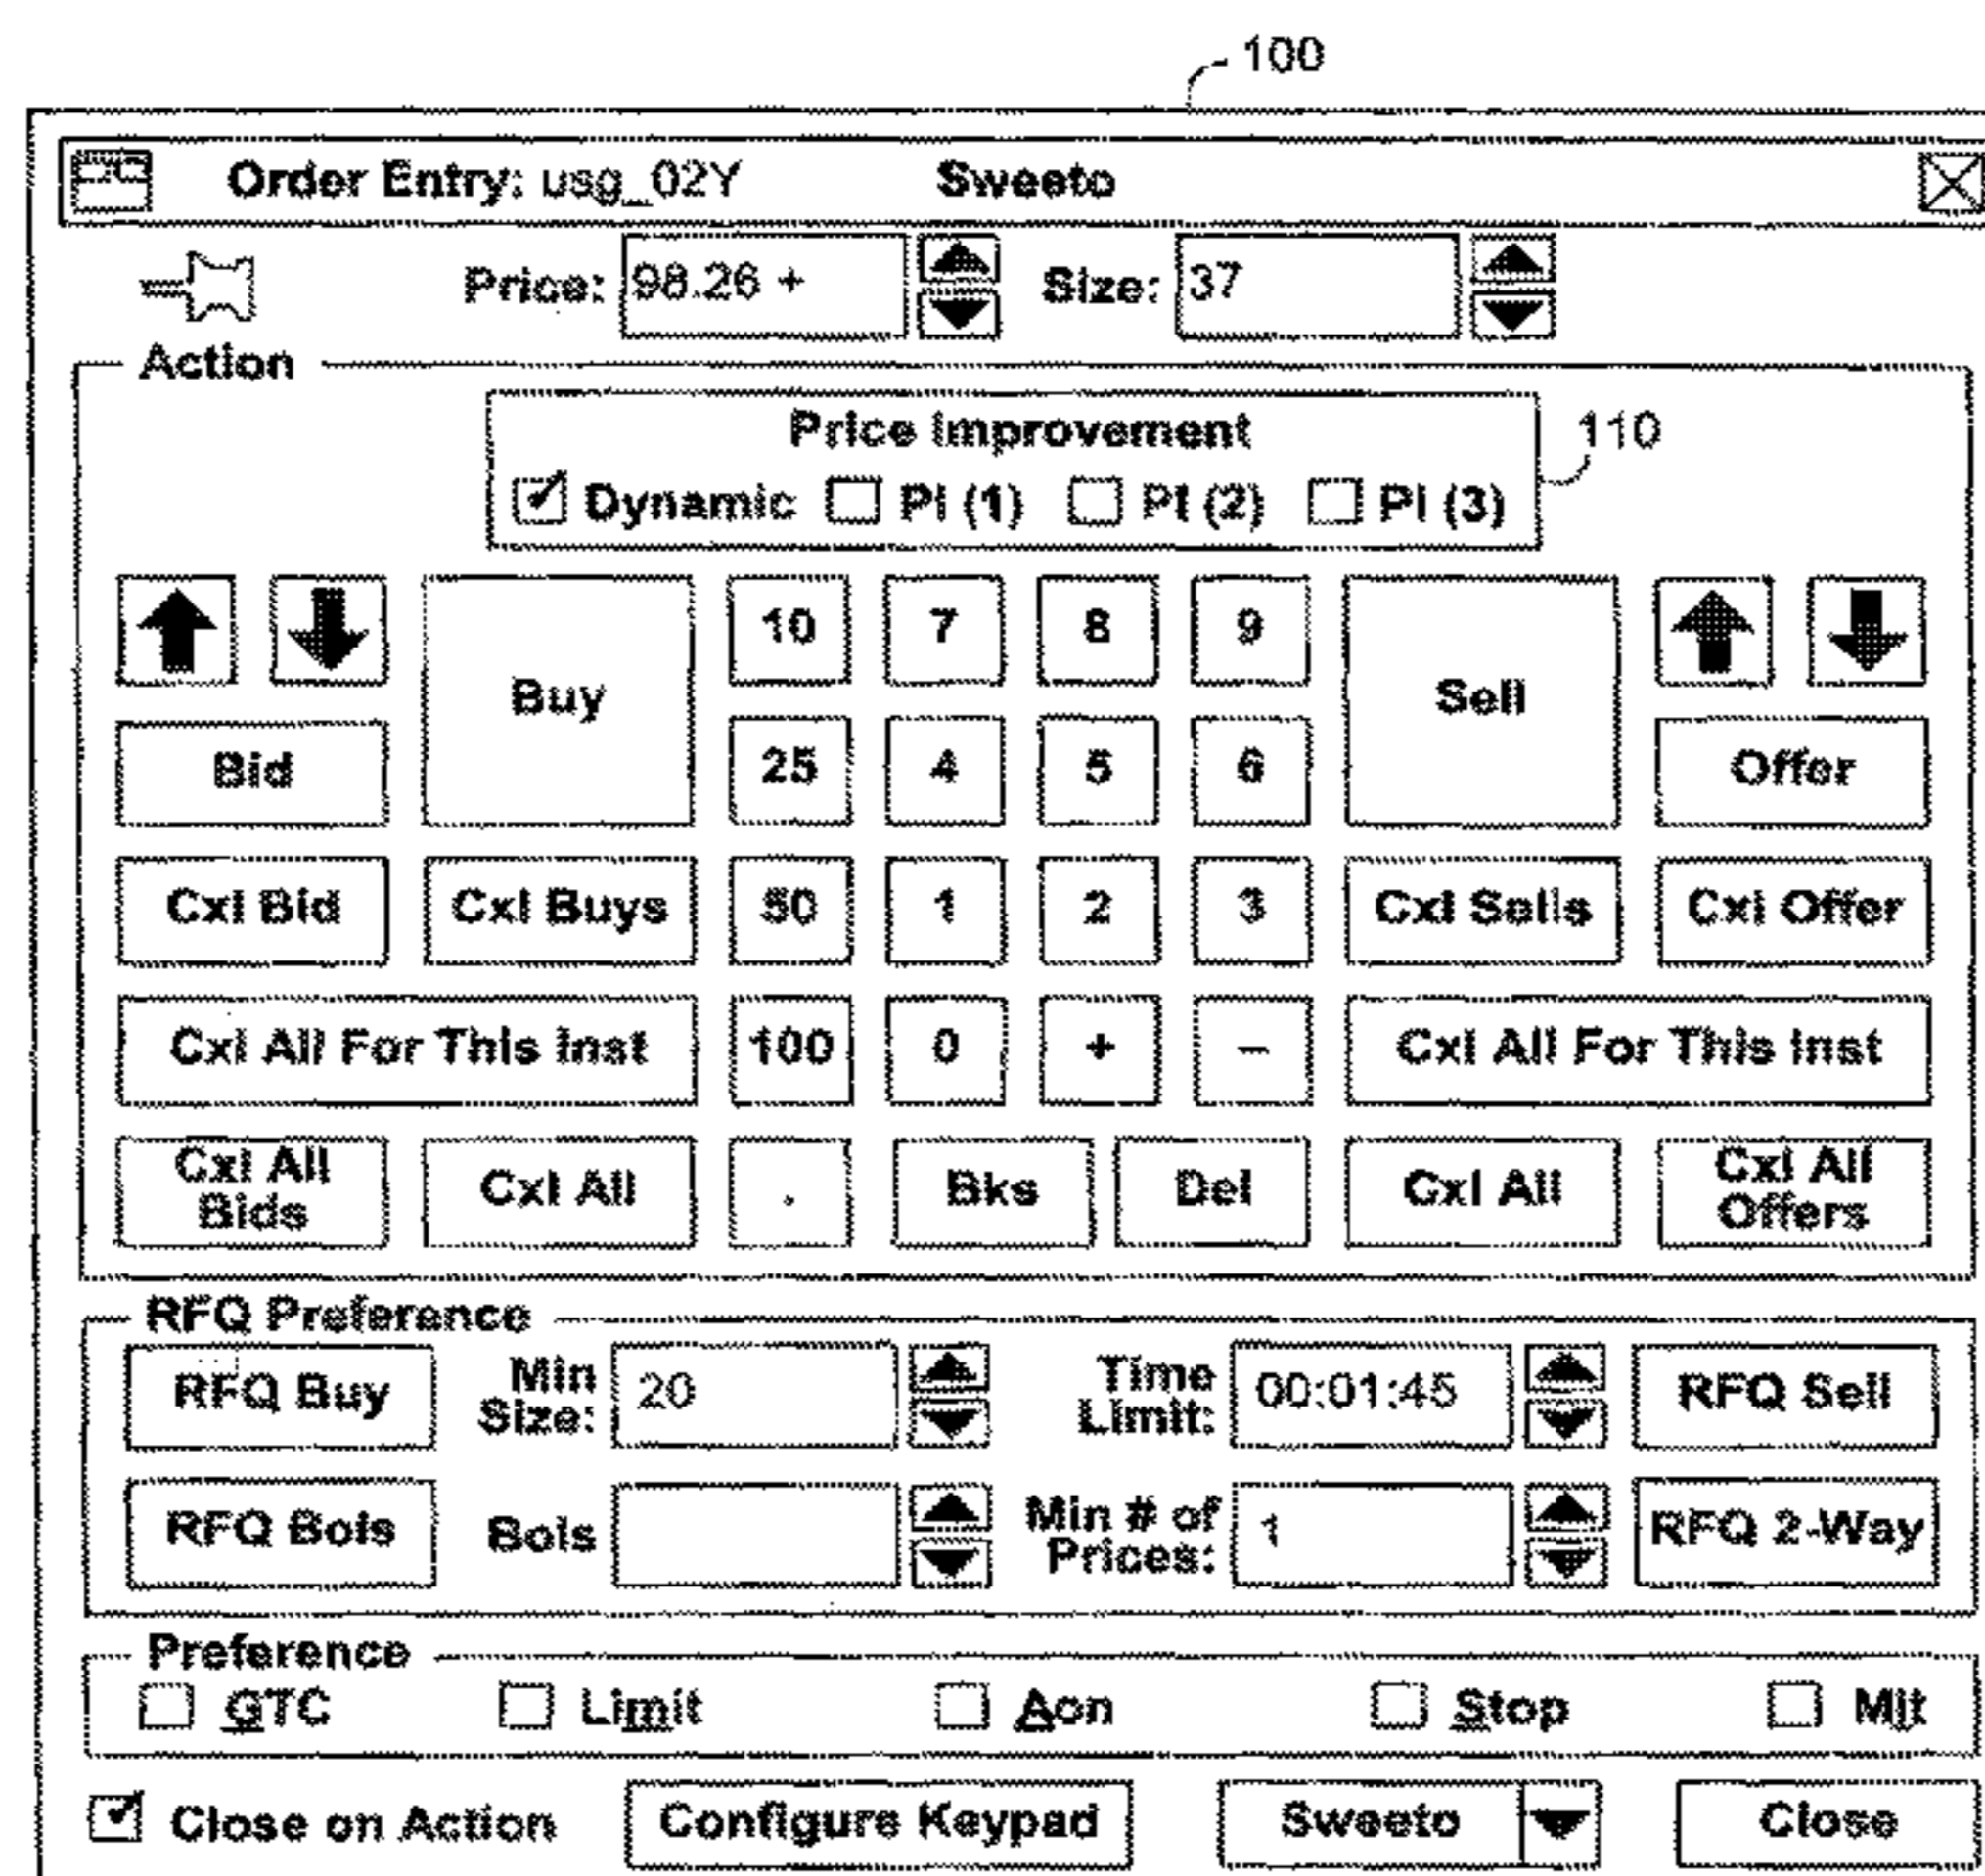 100
Order Entry: usg_02Y Sweeto
Price: 98.26 + Size: 37
Action
Price Improvement
110
Dynamic PI (1) PI (2) PI (3)
10 7 8 9
Buy Sell
Bid 25 4 5 6 Offer
Cxl Bid Cxl Buys 50 1 2 3 Cxl Sells Cxl Offer
Cxl All For This Inst 100 0 + – Cxl All For This Inst
Cxl All Bids Cxl All . Bks Del Cxl All Cxl All Offers
RFQ Preference
RFQ Buy Min Size: 20 Time Limit: 00:01:45 RFQ Sell
RFQ Bois Bois Min # of Prices: 1 RFQ 2-Way
Preference
GTC Limit Aon Stop Mit
Close on Action Configure Keypad Sweeto Close